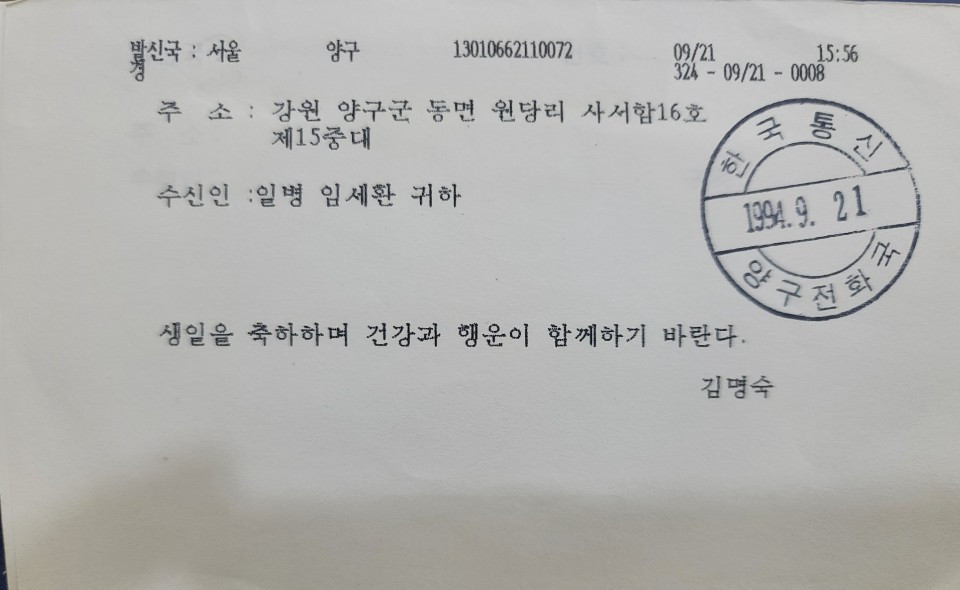 발신국 : 서울 양구 13010662110072 09/21 15:56
경 324 - 09/21 - 0008
주 소 : 강원 양구군 동면 원당리 사서함16호
제15중대
수신인 :일병 임세환 귀하
한국통신
1994. 9. 21
양구전화국
생일을 축하하며 건강과 행운이 함께하기 바란다.
김명숙